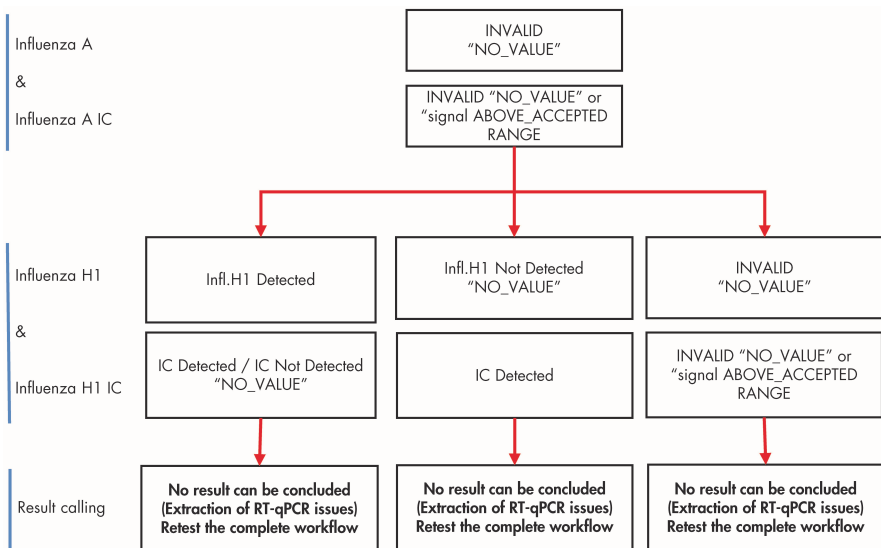 Influenza A
&
Influenza A IC
INVALID
“NO_VALUE”
INVALID “NO_VALUE” or
“signal ABOVE_ACCEPTED
RANGE
Influenza H1
&
Influenza H1 IC
Infl.H1 Detected
Infl.H1 Not Detected
“NO_VALUE”
INVALID
“NO_VALUE”
IC Detected / IC Not Detected
“NO_VALUE”
IC Detected
INVALID “NO_VALUE” or
“signal ABOVE_ACCEPTED
RANGE
Result calling
No result can be concluded
(Extraction of RT-qPCR issues)
Retest the complete workflow
No result can be concluded
(Extraction of RT-qPCR issues)
Retest the complete workflow
No result can be concluded
(Extraction of RT-qPCR issues)
Retest the complete workflow